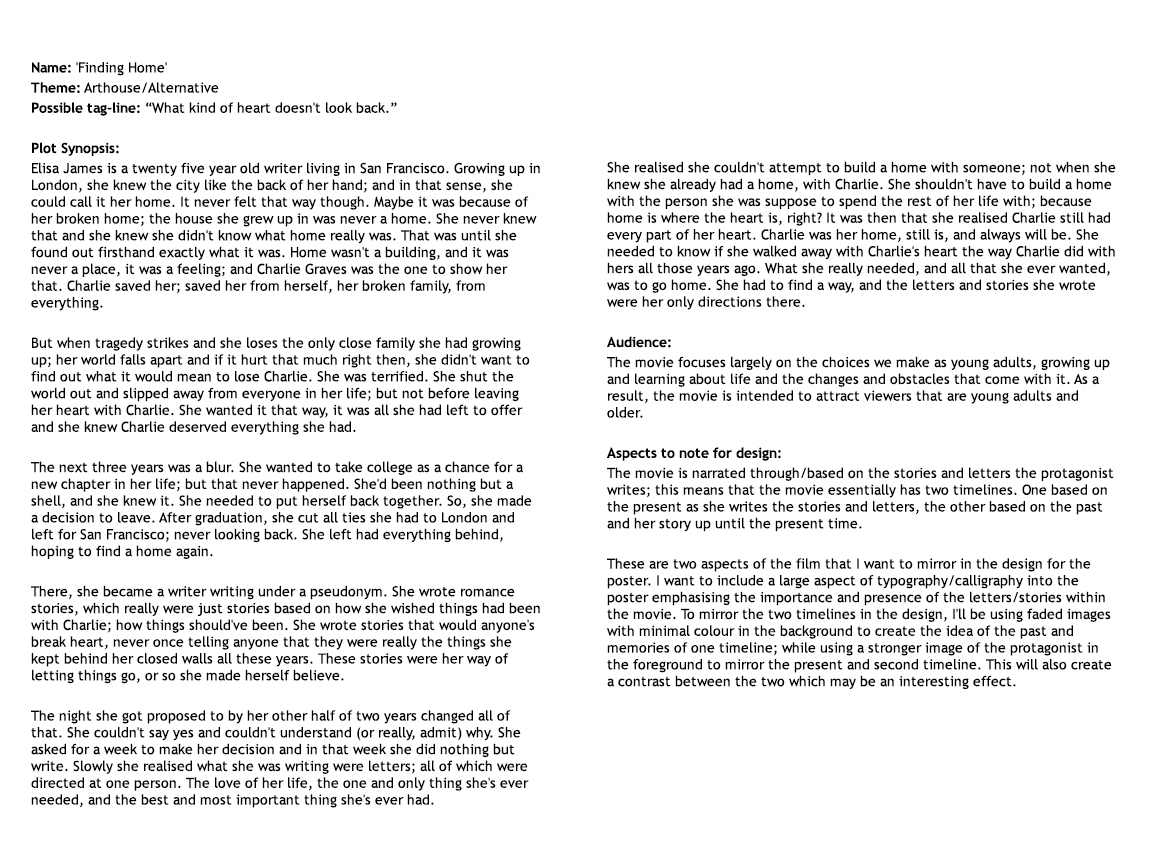 Name: 'Finding Home'
Theme: Arthouse/Alternative
Possible tag-line: “What kind of heart doesn't look back.”
Plot Synopsis:
Elisa James is a twenty five year old writer living in San Francisco. Growing up in
London, she knew the city like the back of her hand; and in that sense, she
could call it her home. It never felt that way though. Maybe it was because of
her broken home; the house she grew up in was never a home. She never knew
that and she knew she didn't know what home really was. That was until she
found out firsthand exactly what it was. Home wasn't a building, and it was
never a place, it was a feeling; and Charlie Graves was the one to show her
that. Charlie saved her; saved her from herself, her broken family, from
everything.
But when tragedy strikes and she loses the only close family she had growing
up; her world falls apart and if it hurt that much right then, she didn't want to
find out what it would mean to lose Charlie. She was terrified. She shut the
world out and slipped away from everyone in her life; but not before leaving
her heart with Charlie. She wanted it that way, it was all she had left to offer
and she knew Charlie deserved everything she had.
The next three years was a blur. She wanted to take college as a chance for a
new chapter in her life; but that never happened. She'd been nothing but a
shell, and she knew it. She needed to put herself back together. So, she made
a decision to leave. After graduation, she cut all ties she had to London and
left for San Francisco; never looking back. She left had everything behind,
hoping to find a home again.
There, she became a writer writing under a pseudonym. She wrote romance
stories, which really were just stories based on how she wished things had been
with Charlie; how things should've been. She wrote stories that would anyone's
break heart, never once telling anyone that they were really the things she
kept behind her closed walls all these years. These stories were her way of
letting things go, or so she made herself believe.
The night she got proposed to by her other half of two years changed all of
that. She couldn't say yes and couldn't understand (or really, admit) why. She
asked for a week to make her decision and in that week she did nothing but
write. Slowly she realised what she was writing were letters; all of which were
directed at one person. The love of her life, the one and only thing she's ever
needed, and the best and most important thing she's ever had.
She realised she couldn't attempt to build a home with someone; not when she
knew she already had a home, with Charlie. She shouldn't have to build a home
with the person she was suppose to spend the rest of her life with; because
home is where the heart is, right? It was then that she realised Charlie still had
every part of her heart. Charlie was her home, still is, and always will be. She
needed to know if she walked away with Charlie's heart the way Charlie did with
hers all those years ago. What she really needed, and all that she ever wanted,
was to go home. She had to find a way, and the letters and stories she wrote
were her only directions there.
Audience:
The movie focuses largely on the choices we make as young adults, growing up
and learning about life and the changes and obstacles that come with it. As a
result, the movie is intended to attract viewers that are young adults and
older.
Aspects to note for design:
The movie is narrated through/based on the stories and letters the protagonist
writes; this means that the movie essentially has two timelines. One based on
the present as she writes the stories and letters, the other based on the past
and her story up until the present time.
These are two aspects of the film that I want to mirror in the design for the
poster. I want to include a large aspect of typography/calligraphy into the
poster emphasising the importance and presence of the letters/stories within
the movie. To mirror the two timelines in the design, I'll be using faded images
with minimal colour in the background to create the idea of the past and
memories of one timeline; while using a stronger image of the protagonist in
the foreground to mirror the present and second timeline. This will also create
a contrast between the two which may be an interesting effect.